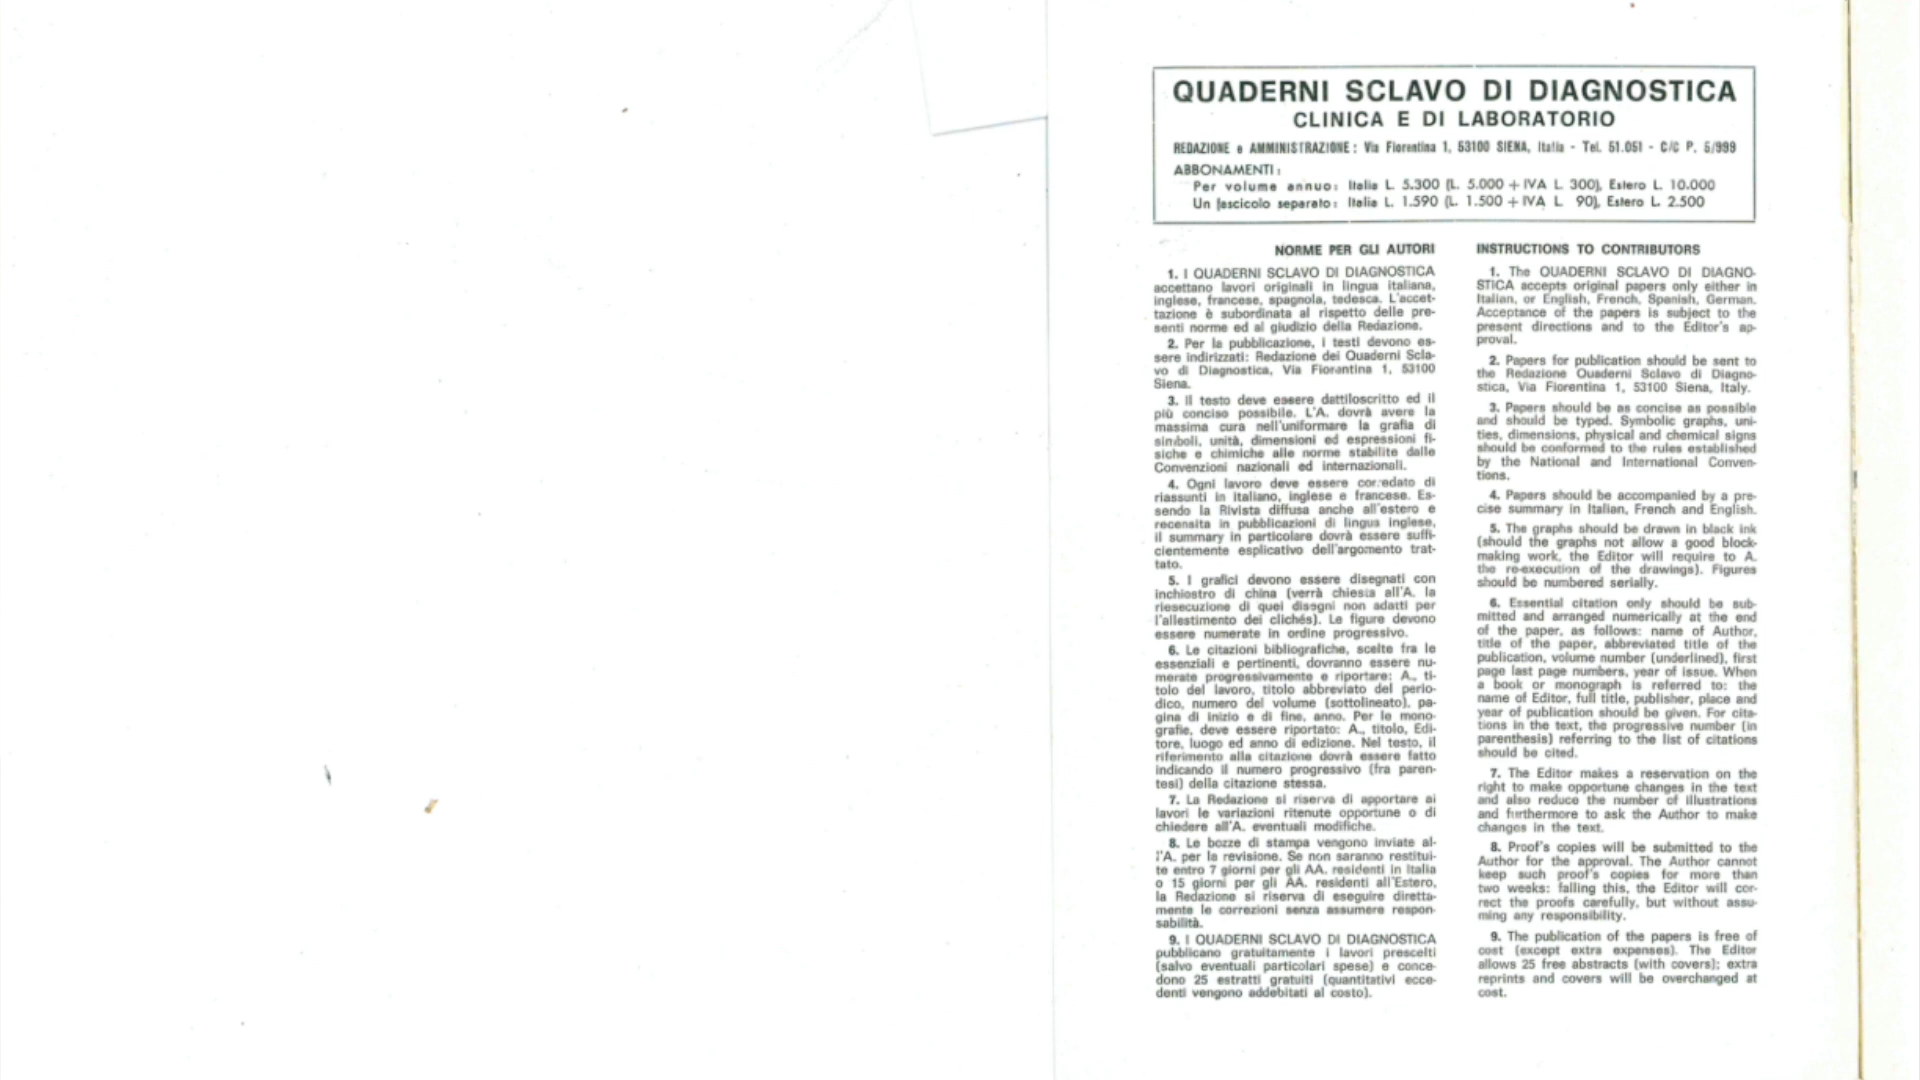 QUADERNI SCLAVO DI DIAGNOSTICA
CLINICA E DI LABORATORIO
REDAZIONE e AMMINISTRAZIONE: Via Fiorentina 1, 53100 SIENA, Italia - Tel. 51.051 - C/C P. 5/999
ABBONAMENTI:
Per volume annuo: Italia L. 5.300 (L. 5.000 + IVA L. 300), Estero L. 10.000
Un fascicolo separato: Italia L. 1.590 (L. 1.500 + IVA L. 90), Estero L. 2.500
NORME PER GLI AUTORI
1. I QUADERNI SCLAVO DI DIAGNOSTICA
accettano lavori originali in lingua italiana,
inglese, francese, spagnola, tedesca. L'accet-
tazione è subordinata al rispetto delle pre-
senti norme ed al giudizio della Redazione.
2. Per la pubblicazione, i testi devono es-
sere indirizzati: Redazione dei Quaderni Scla-
vo di Diagnostica, Via Fiorentina 1, 53100
Siena.
3. Il testo deve essere dattiloscritto ed il
più conciso possibile. L'A. dovrà avere la
massima cura nell'uniformare la grafia di
simboli, unità, dimensioni ed espressioni fi-
siche e chimiche alle norme stabilite dalle
Convenzioni nazionali ed internazionali.
4. Ogni lavoro deve essere corredato di
riassunti in italiano, inglese e francese. Es-
sendo la Rivista diffusa anche all'estero e
recensita in pubblicazioni di lingua inglese,
il summary in particolare dovrà essere suffi-
cientemente esplicativo dell'argomento trat-
tato.
5. I grafici devono essere disegnati con
inchiostro di china (verrà chiesta all'A. la
riesecuzione di quei disegni non adatti per
l'allestimento dei clichés). Le figure devono
essere numerate in ordine progressivo.
6. Le citazioni bibliografiche, scelte fra le
essenziali e pertinenti, dovranno essere nu-
merate progressivamente e riportare: A., ti-
tolo del lavoro, titolo abbreviato del perio-
dico, numero del volume (sottolineato), pa-
gina di inizio e di fine, anno. Per le mono-
grafie, deve essere riportato: A., titolo, Edi-
tore, luogo ed anno di edizione. Nel testo, il
riferimento alla citazione dovrà essere fatto
indicando il numero progressivo (fra paren-
tesi) della citazione stessa.
7. La Redazione si riserva di apportare ai
lavori le variazioni ritenute opportune o di
chiedere all'A. eventuali modifiche.
8. Le bozze di stampa vengono inviate al-
l'A. per la revisione. Se non saranno restitui-
te entro 7 giorni per gli AA. residenti in Italia
o 15 giorni per gli AA. residenti all'Estero,
la Redazione si riserva di eseguire diretta-
mente le correzioni senza assumere respon-
sabilità.
9. I QUADERNI SCLAVO DI DIAGNOSTICA
pubblicano gratuitamente i lavori prescelti
(salvo eventuali particolari spese) e conce-
dono 25 estratti gratuiti (quantitativi ecce-
denti vengono addebitati al costo).
INSTRUCTIONS TO CONTRIBUTORS
1. The QUADERNI SCLAVO DI DIAGNO-
STICA accepts original papers only either in
Italian, or English, French, Spanish, German.
Acceptance of the papers is subject to the
present directions and to the Editor's ap-
proval.
2. Papers for publication should be sent to
the Redazione Quaderni Sclavo di Diagno-
stica, Via Fiorentina 1, 53100 Siena, Italy.
3. Papers should be as concise as possible
and should be typed. Symbolic graphs, uni-
ties, dimensions, physical and chemical signs
should be conformed to the rules established
by the National and International Conven-
tions.
4. Papers should be accompanied by a pre-
cise summary in Italian, French and English.
5. The graphs should be drawn in black ink
(should the graphs not allow a good block-
making work, the Editor will require to A.
the re-execution of the drawings). Figures
should be numbered serially.
6. Essential citation only should be sub-
mitted and arranged numerically at the end
of the paper, as follows: name of Author,
title of the paper, abbreviated title of the
publication, volume number (underlined), first
page last page numbers, year of issue. When
a book or monograph is referred to: the
name of Editor, full title, publisher, place and
year of publication should be given. For cita-
tions in the text, the progressive number (in
parenthesis) referring to the list of citations
should be cited.
7. The Editor makes a reservation on the
right to make opportune changes in the text
and also reduce the number of illustrations
and furthermore to ask the Author to make
changes in the text.
8. Proof's copies will be submitted to the
Author for the approval. The Author cannot
keep such proof's copies for more than
two weeks: falling this, the Editor will cor-
rect the proofs carefully, but without assu-
ming any responsibility.
9. The publication of the papers is free of
cost (except extra expenses). The Editor
allows 25 free abstracts (with covers); extra
reprints and covers will be overchanged at
cost.